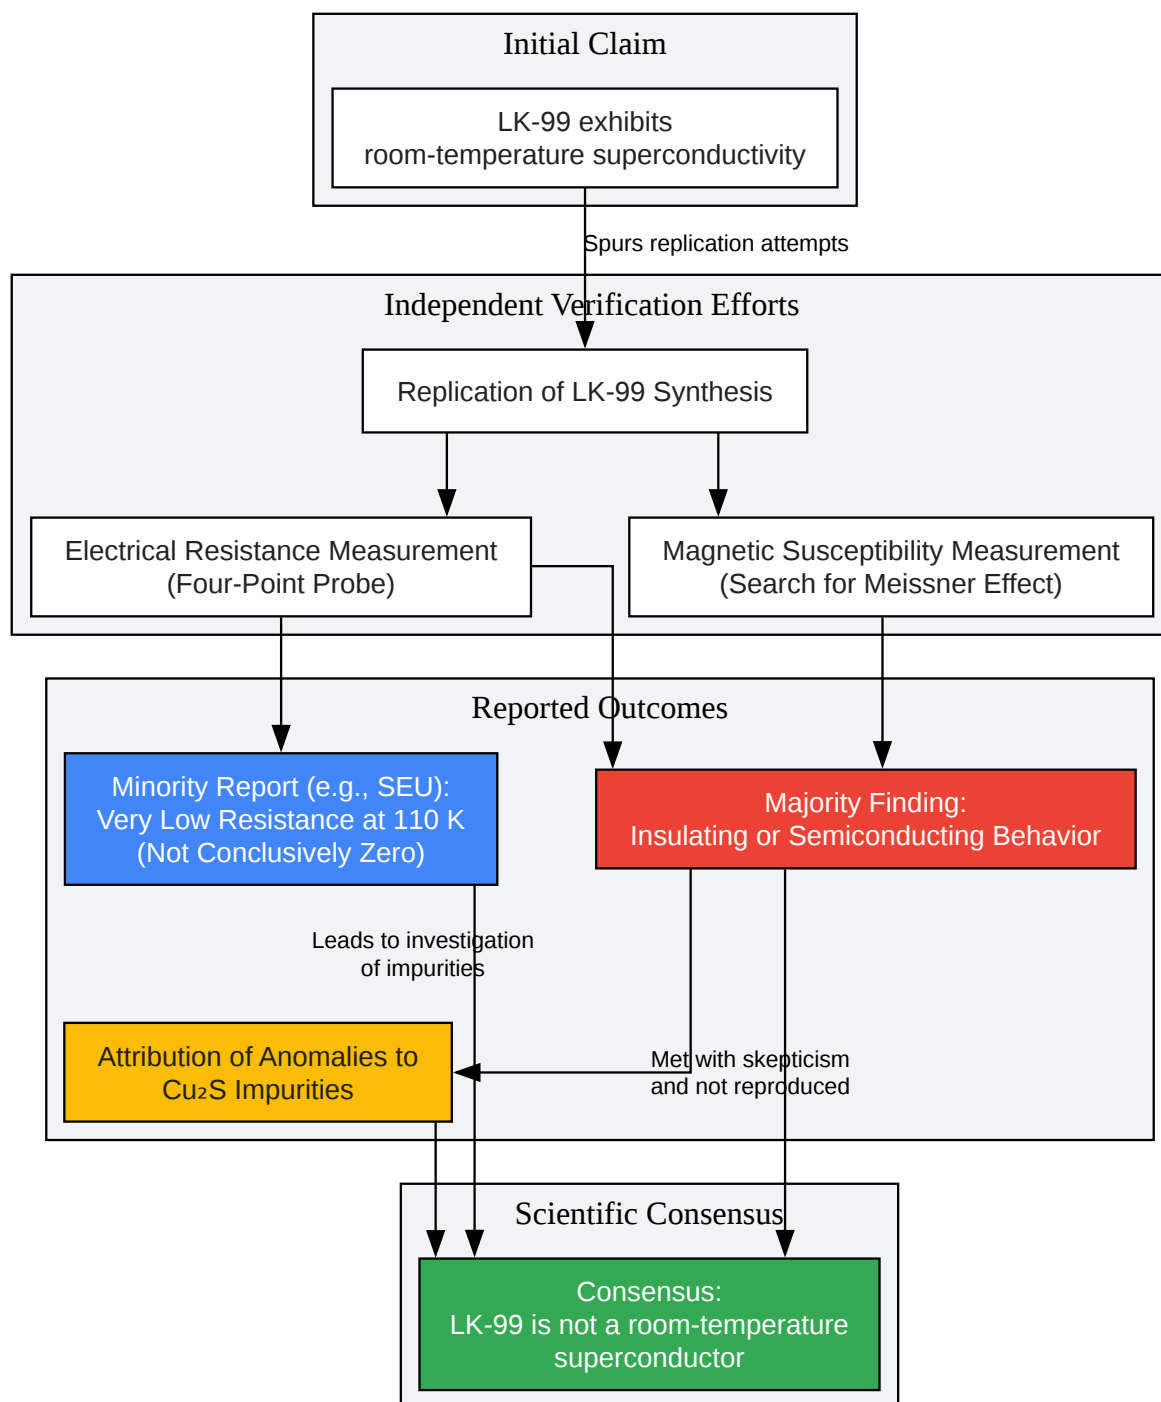 Initial Claim
LK-99 exhibits
room-temperature superconductivity
Spurs replication attempts
Independent Verification Efforts
Replication of LK-99 Synthesis
Electrical Resistance Measurement
(Four-Point Probe)
Magnetic Susceptibility Measurement
(Search for Meissner Effect)
Reported Outcomes
Minority Report (e.g., SEU):
Very Low Resistance at 110 K
(Not Conclusively Zero)
Majority Finding:
Insulating or Semiconducting Behavior
Leads to investigation
of impurities
Attribution of Anomalies to
Cu₂S Impurities
Met with skepticism
and not reproduced
Scientific Consensus
Consensus:
LK-99 is not a room-temperature
superconductor